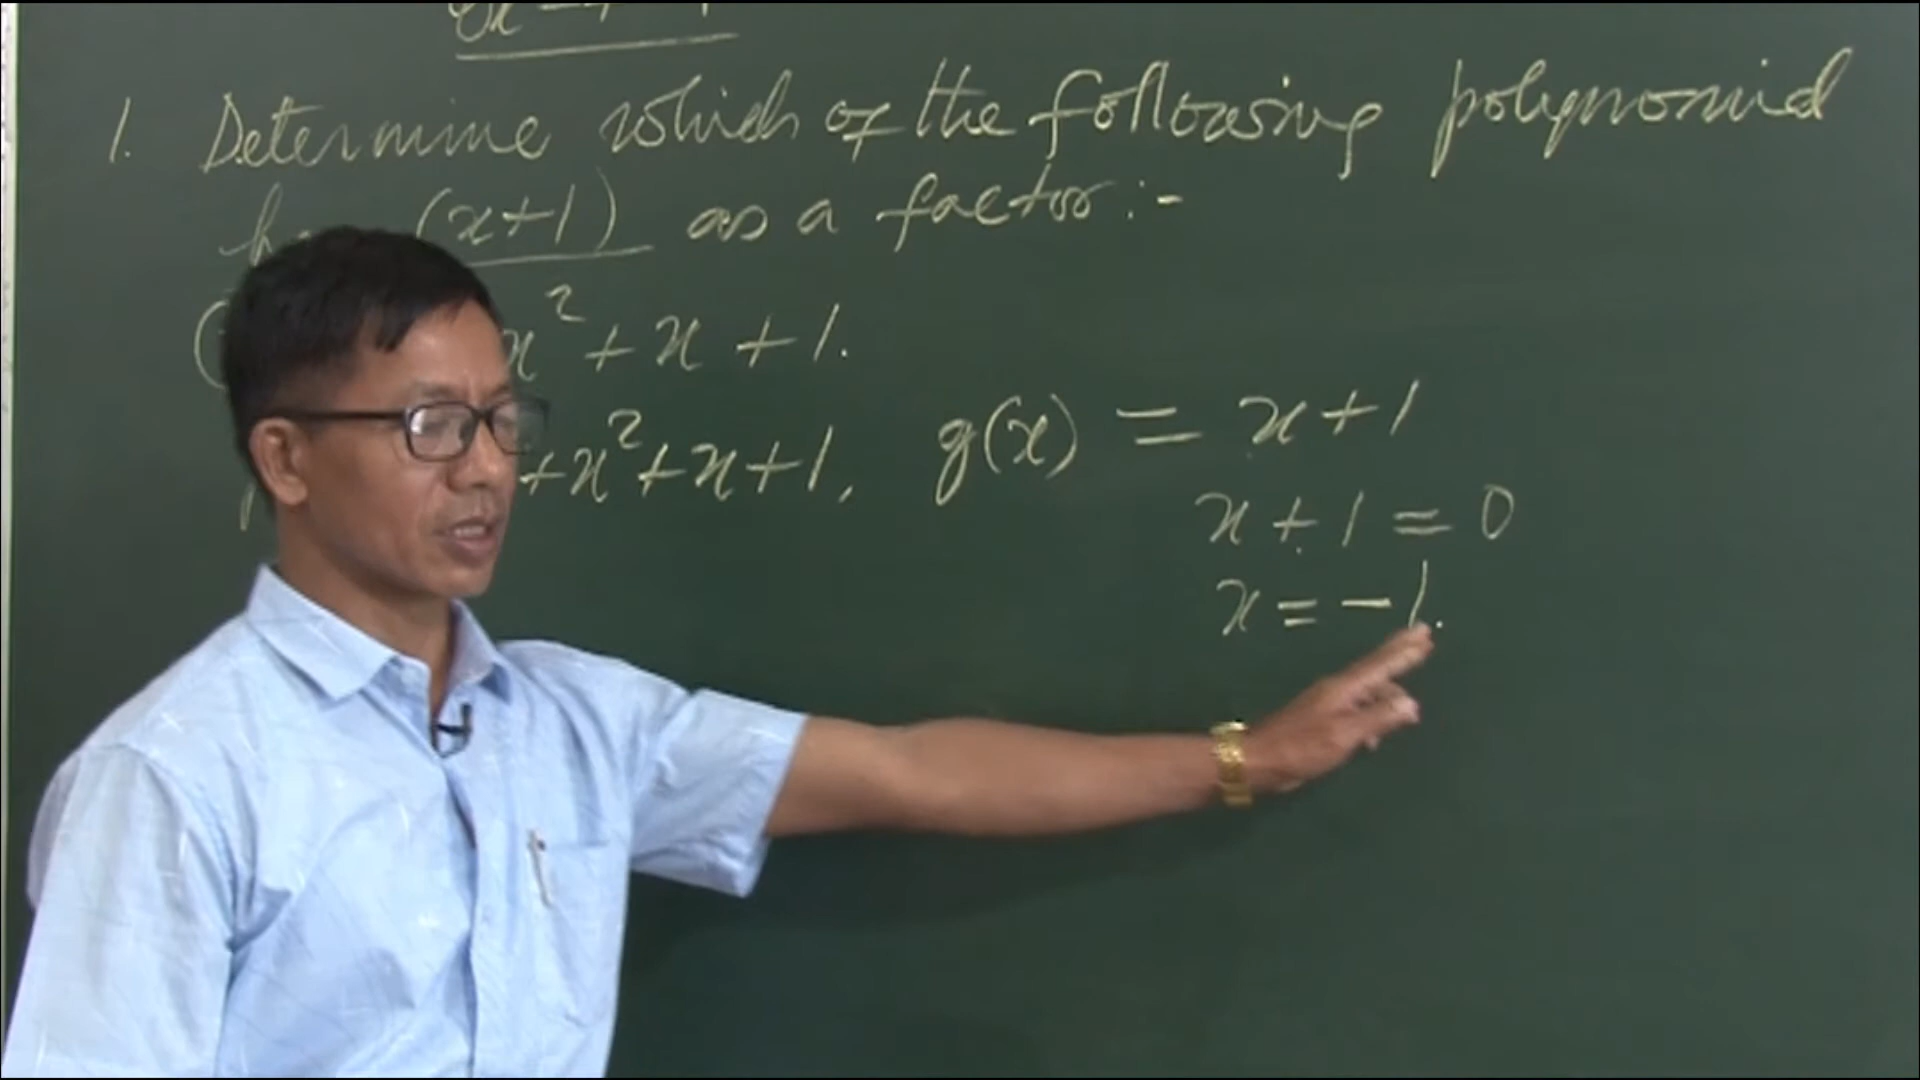 1. Determine which of the following polynomial
(x+1) as a factor :-
x² + x + 1.
+x²+x+1, g(x) = x+1
x + 1 = 0
x = -1.